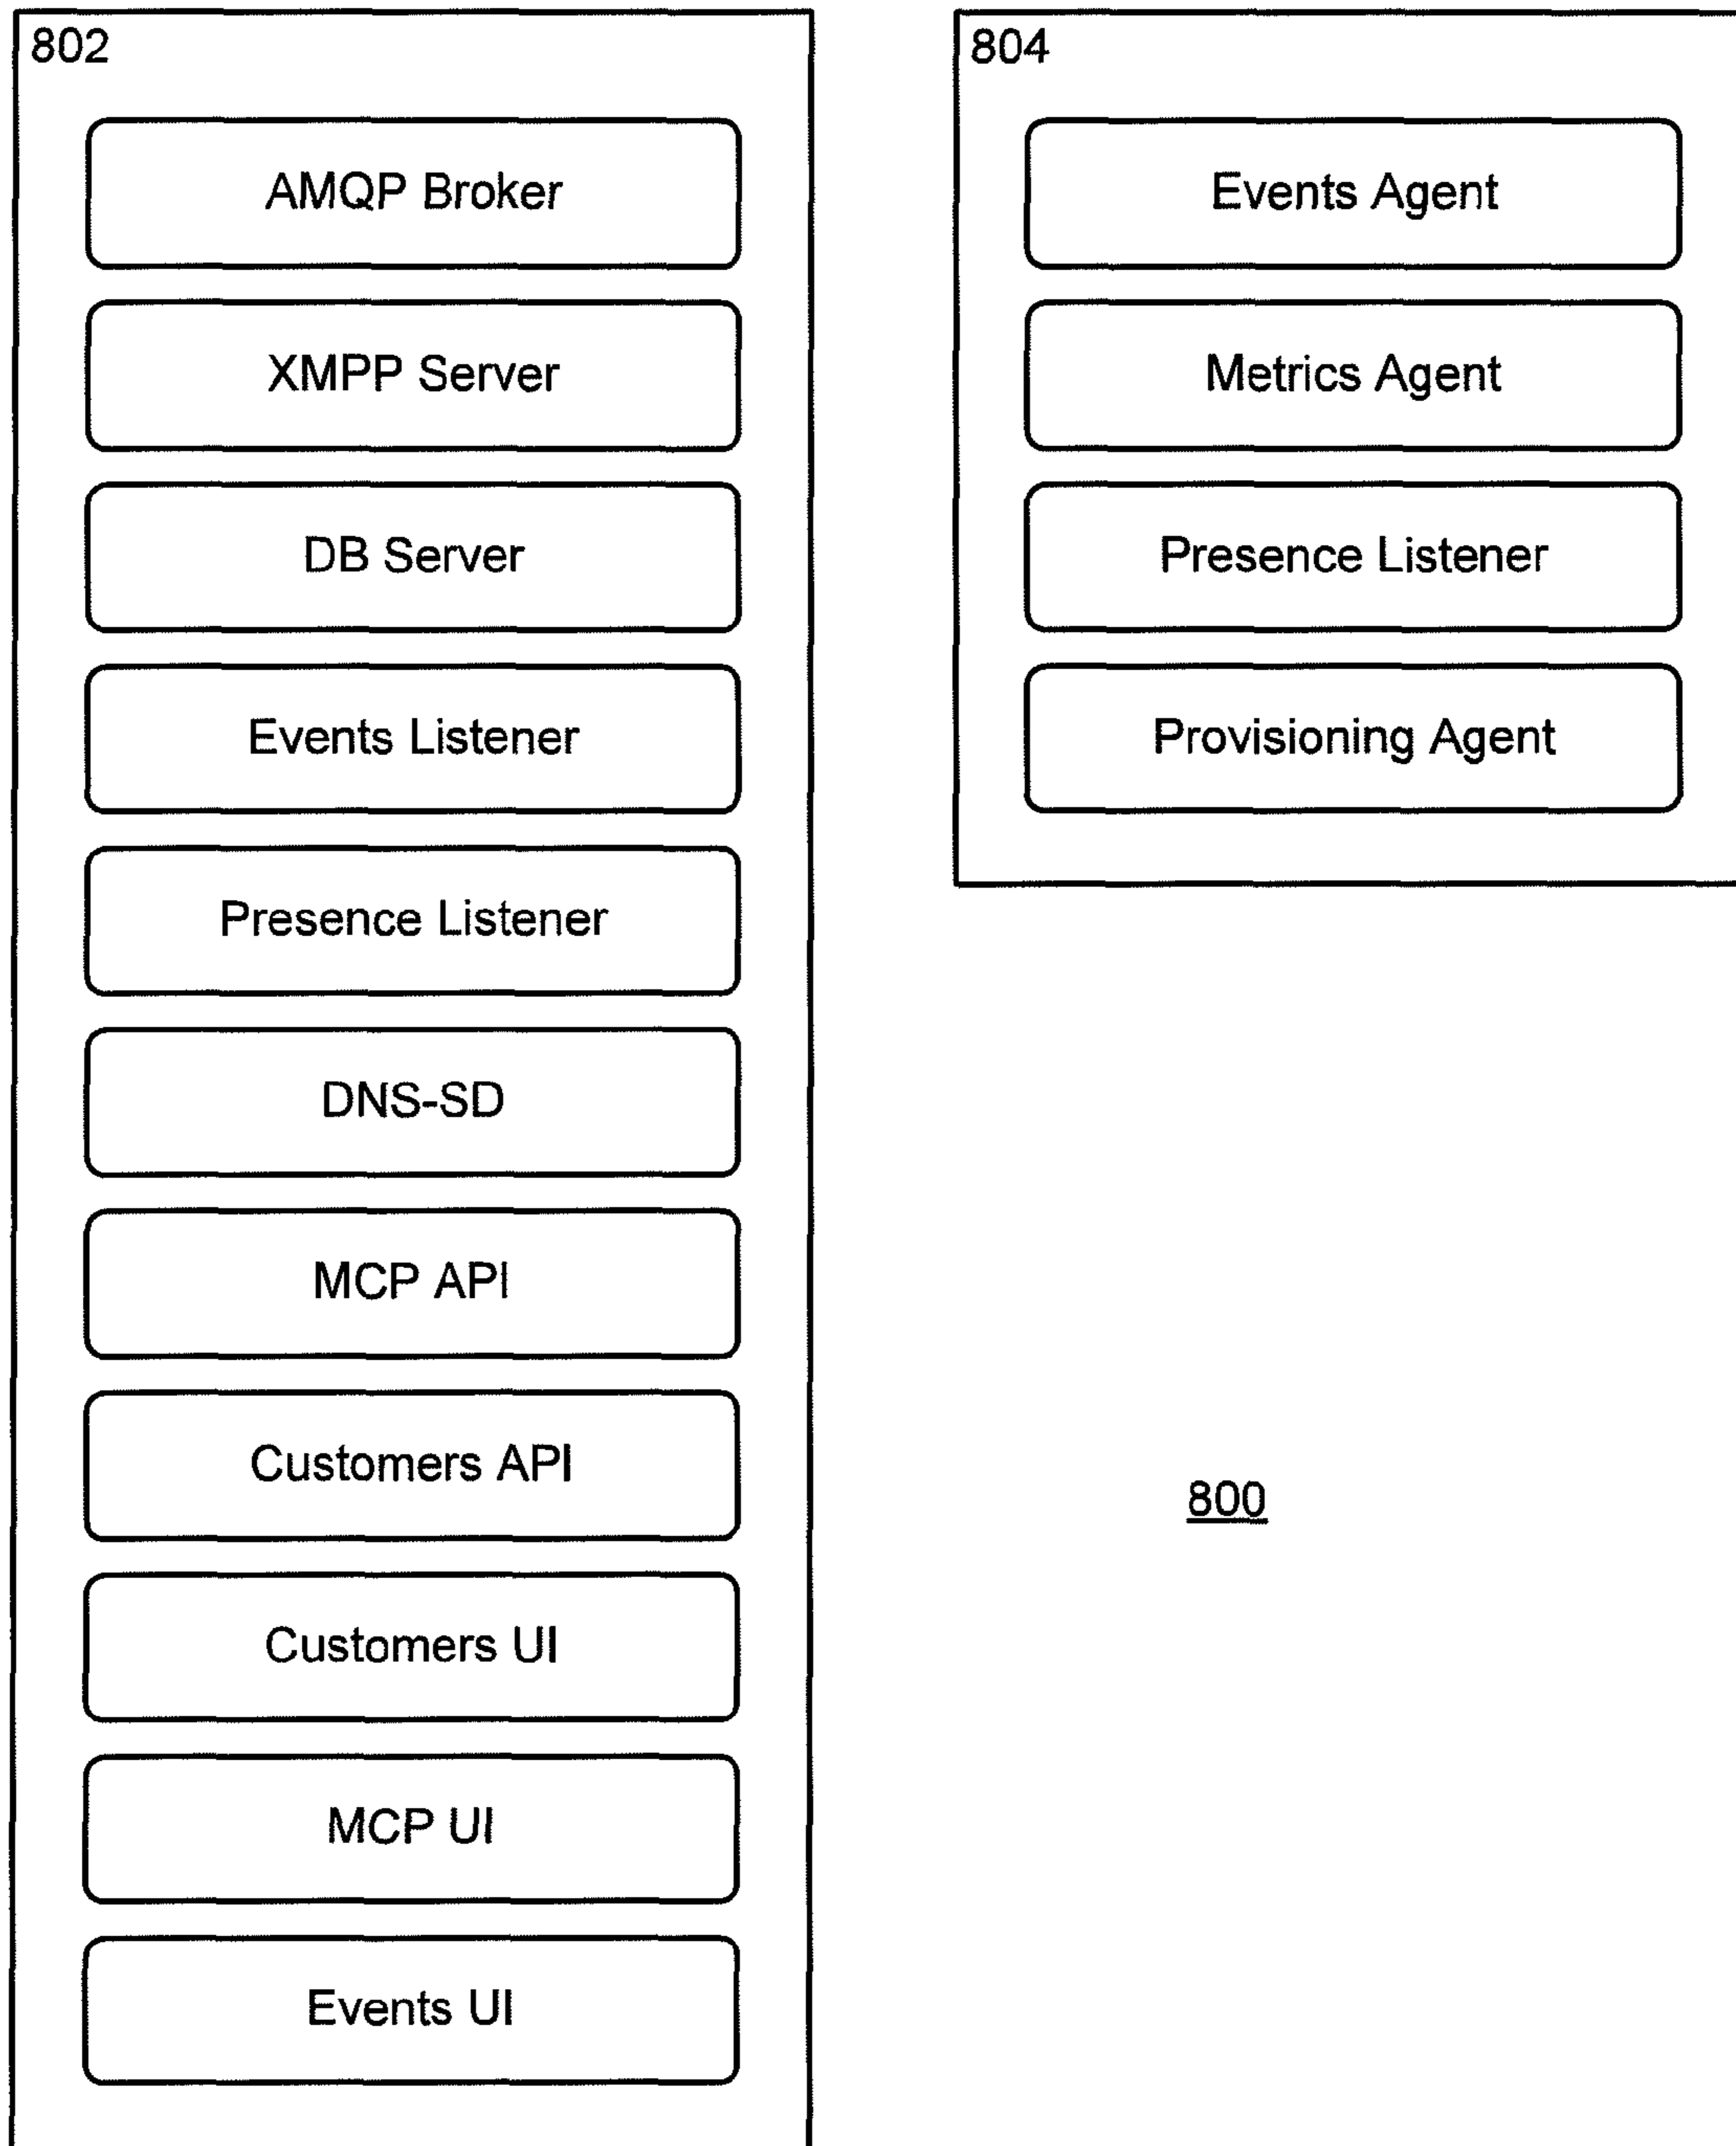 802
AMQP Broker
XMPP Server
DB Server
Events Listener
Presence Listener
DNS-SD
MCP API
Customers API
Customers UI
MCP UI
Events UI
804
Events Agent
Metrics Agent
Presence Listener
Provisioning Agent
800